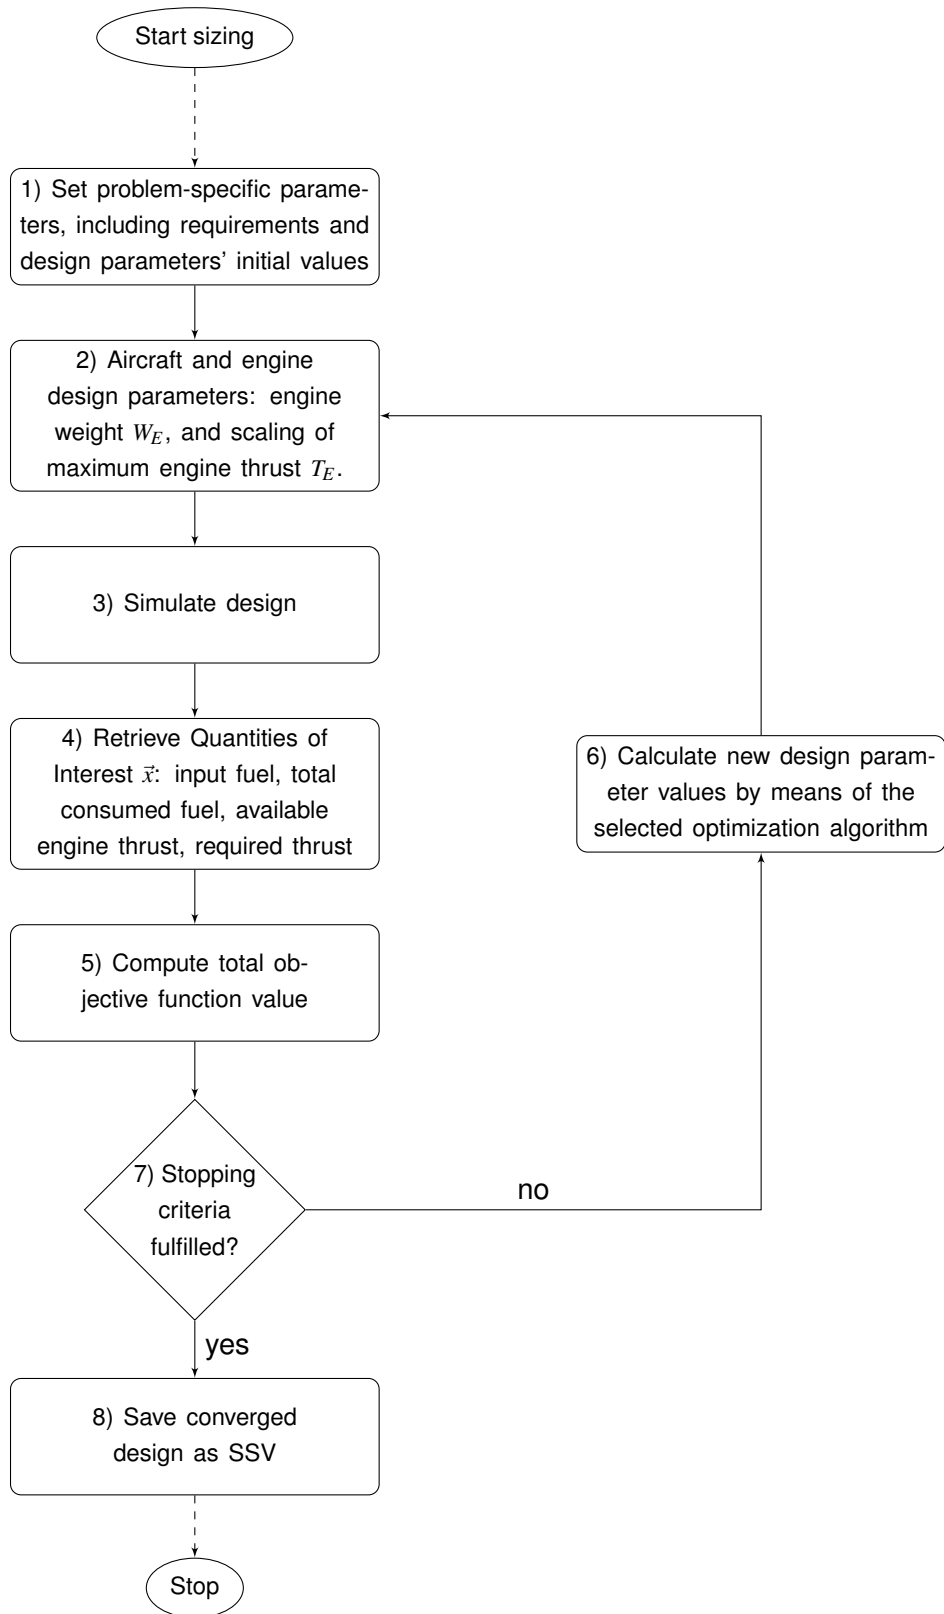 Start sizing
1) Set problem-specific parame-
ters, including requirements and
design parameters' initial values
2) Aircraft and engine
design parameters: engine
weight W_E, and scaling of
maximum engine thrust T_E.
3) Simulate design
4) Retrieve Quantities of
Interest x⃗: input fuel, total
consumed fuel, available
engine thrust, required thrust
6) Calculate new design param-
eter values by means of the
selected optimization algorithm
5) Compute total ob-
jective function value
7) Stopping
criteria
fulfilled?
no
yes
8) Save converged
design as SSV
Stop